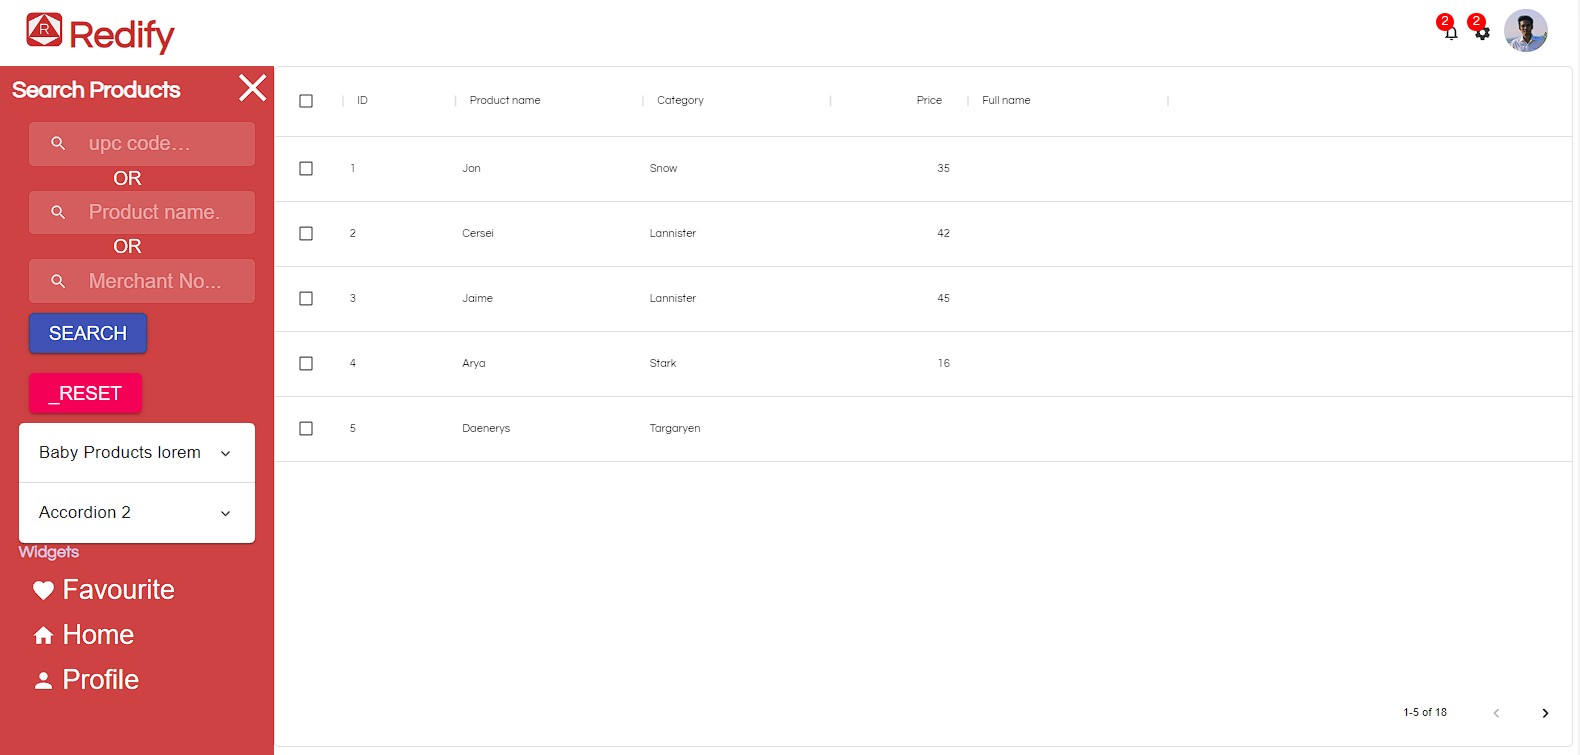 R Redify
2 2
Search Products
upc code...
OR
Product name.
OR
Merchant No...
SEARCH
_RESET
Baby Products lorem
Accordion 2
Widgets
Favourite
Home
Profile
ID Product name Category Price Full name
1 Jon Snow 35
2 Cersei Lannister 42
3 Jaime Lannister 45
4 Arya Stark 16
5 Daenerys Targaryen
1-5 of 18